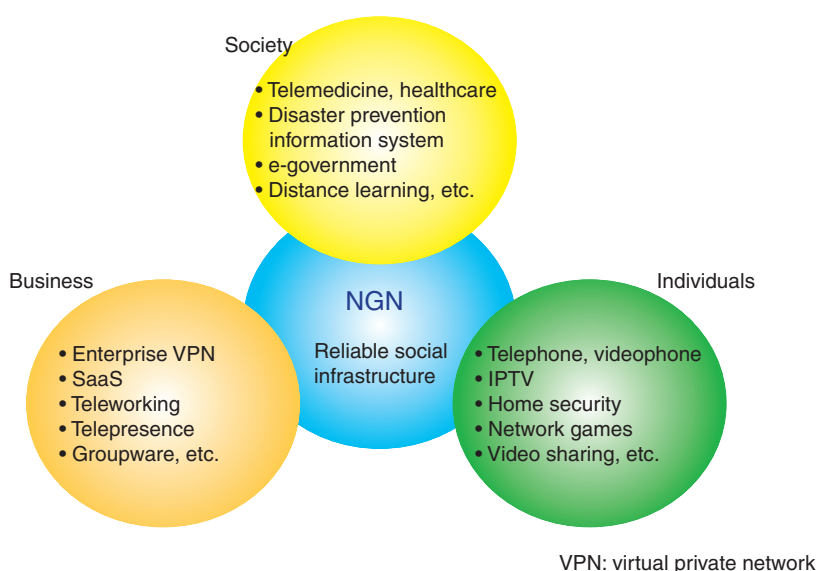 Society
• Telemedicine, healthcare
• Disaster prevention
information system
• e-government
• Distance learning, etc.
Business
Individuals
NGN
Reliable social
infrastructure
• Enterprise VPN
• SaaS
• Teleworking
• Telepresence
• Groupware, etc.
• Telephone, videophone
• IPTV
• Home security
• Network games
• Video sharing, etc.
VPN: virtual private network